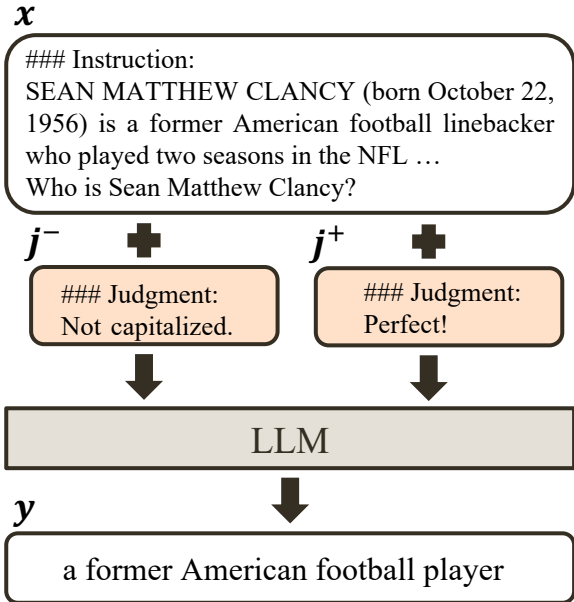 x
### Instruction:
SEAN MATTHEW CLANCY (born October 22,
1956) is a former American football linebacker
who played two seasons in the NFL …
Who is Sean Matthew Clancy?
j⁻
j⁺
### Judgment:
Not capitalized.
### Judgment:
Perfect!
LLM
y
a former American football player